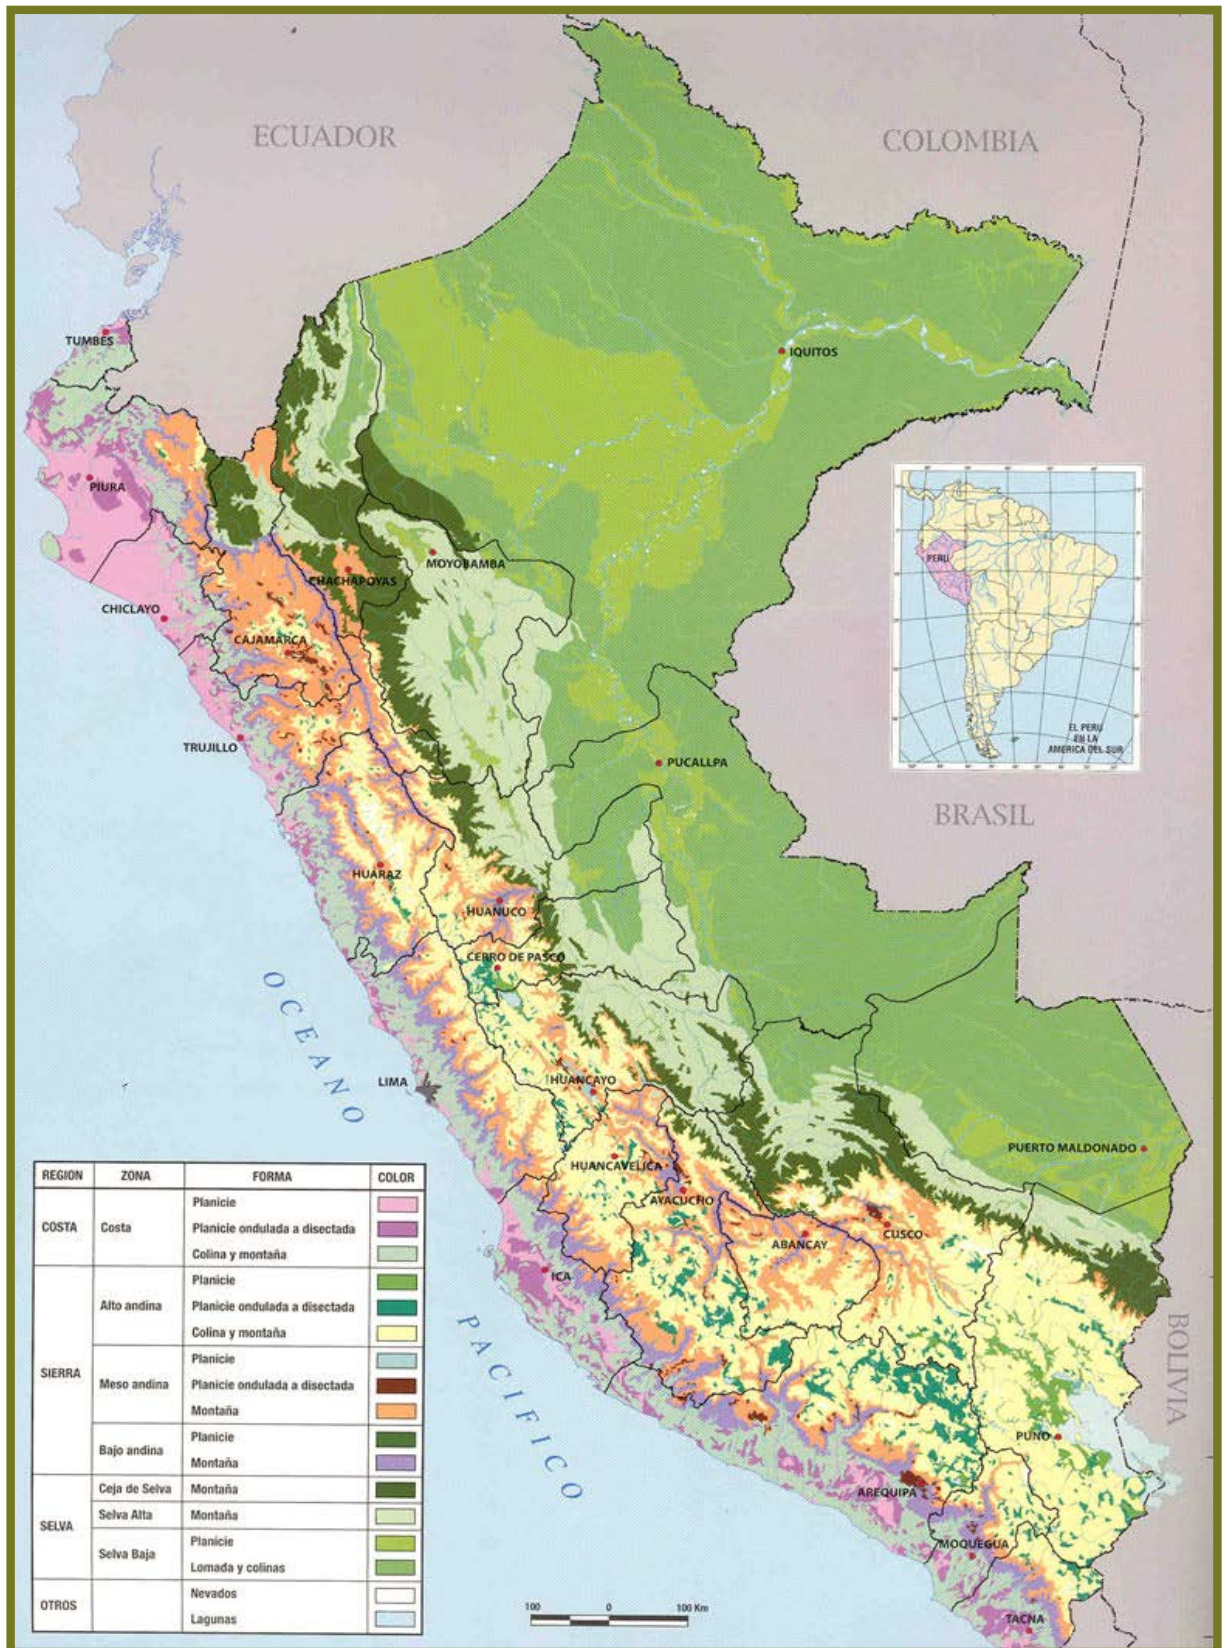 ECUADOR
COLOMBIA
TUMBES
IQUITOS
PIURA
MOYOBAMBA
CHACHAPOYAS
CHICLAYO
CAJAMARCA
TRUJILLO
PUCALLPA
PERU
EL PERU
EN LA
AMERICA DEL SUR
BRASIL
HUARAZ
HUANUCO
CERRO DE PASCO
OCEANO
LIMA
HUANCAYO
PUERTO MALDONADO
HUANCAVELICA
AYACUCHO
ABANCAY
CUSCO
ICA
PACIFICO
BOLIVIA
PUNO
AREQUIPA
MOQUEGUA
TACNA
REGION ZONA FORMA COLOR
COSTA Costa Planicie
Planicie ondulada a disectada
Colina y montaña
SIERRA Alto andina Planicie
Planicie ondulada a disectada
Colina y montaña
Meso andina Planicie
Planicie ondulada a disectada
Montaña
Bajo andina Planicie
Montaña
SELVA Ceja de Selva Montaña
Selva Alta Montaña
Selva Baja Planicie
Lomada y colinas
OTROS Nevados
Lagunas
100 0 100 Km